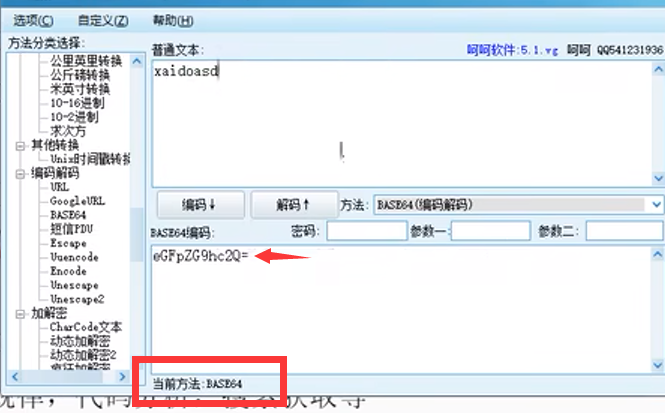 选项(C) 自定义(Z) 帮助(H)
方法分类选择:
公里英里转换
公斤磅转换
米英寸转换
10-16进制
10-2进制
求次方
其他转换
Unix时间戳转换
编码解码
URL
GoogleURL
BASE64
短信PDU
Escape
Uuencode
Encode
Unescape
Unescape2
加解密
CharCode文本
动态加解密
动态加解密2
普通文本:
呵呵软件:5.1.vg 呵呵 QQ541231936
xaidoasd
编码↓ 解码↑ 方法: BASE64(编码解码)
BASE64编码: 密码: 参数一: 参数二:
eGFpZG9hc2Q=
当前方法:BASE64